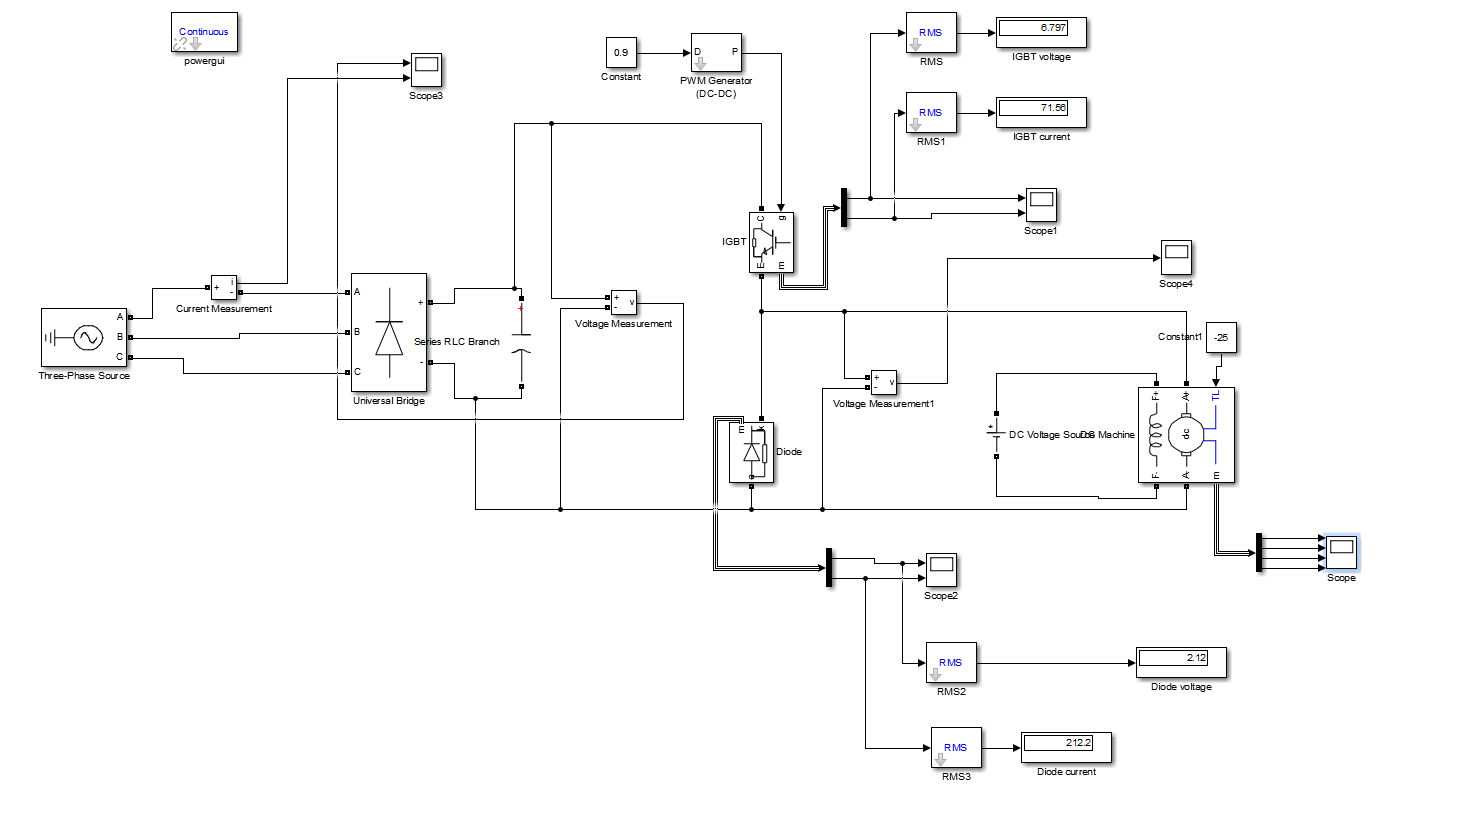 Continuous
powergui
Scope3
0.9
Constant
D
P
PWM Generator
(DC-DC)
RMS
RMS
6.797
IGBT voltage
RMS
RMS1
71.56
IGBT current
C
g
IGBT
E
m
Scope1
Scope4
+
i
-
Current Measurement
A
B
C
Three-Phase Source
A
B
C
+
-
Universal Bridge
+
Series RLC Branch
+
-
v
Voltage Measurement
+
-
v
Voltage Measurement1
Constant1
-25
m
k
a
Diode
+
DC Voltage Source
DC Machine
F+
A+
TL
dc
F-
A-
m
Scope
Scope2
RMS
RMS2
2.12
Diode voltage
RMS
RMS3
212.2
Diode current